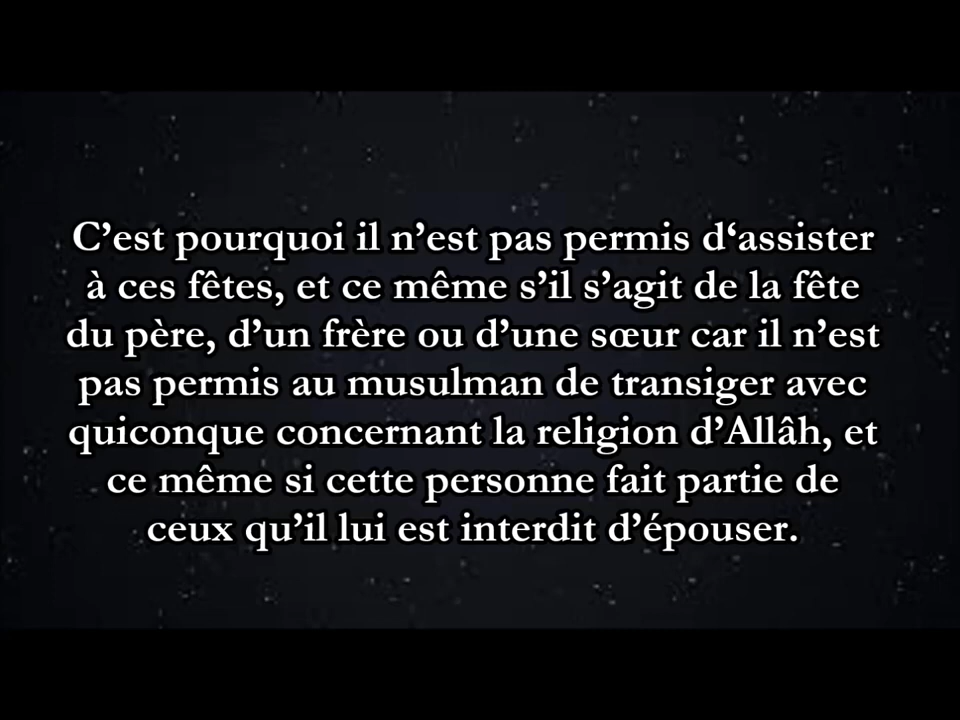 C’est pourquoi il n’est pas permis d‘assister
à ces fêtes, et ce même s’il s’agit de la fête
du père, d’un frère ou d’une sœur car il n’est
pas permis au musulman de transiger avec
quiconque concernant la religion d’Allâh, et
ce même si cette personne fait partie de
ceux qu’il lui est interdit d’épouser.